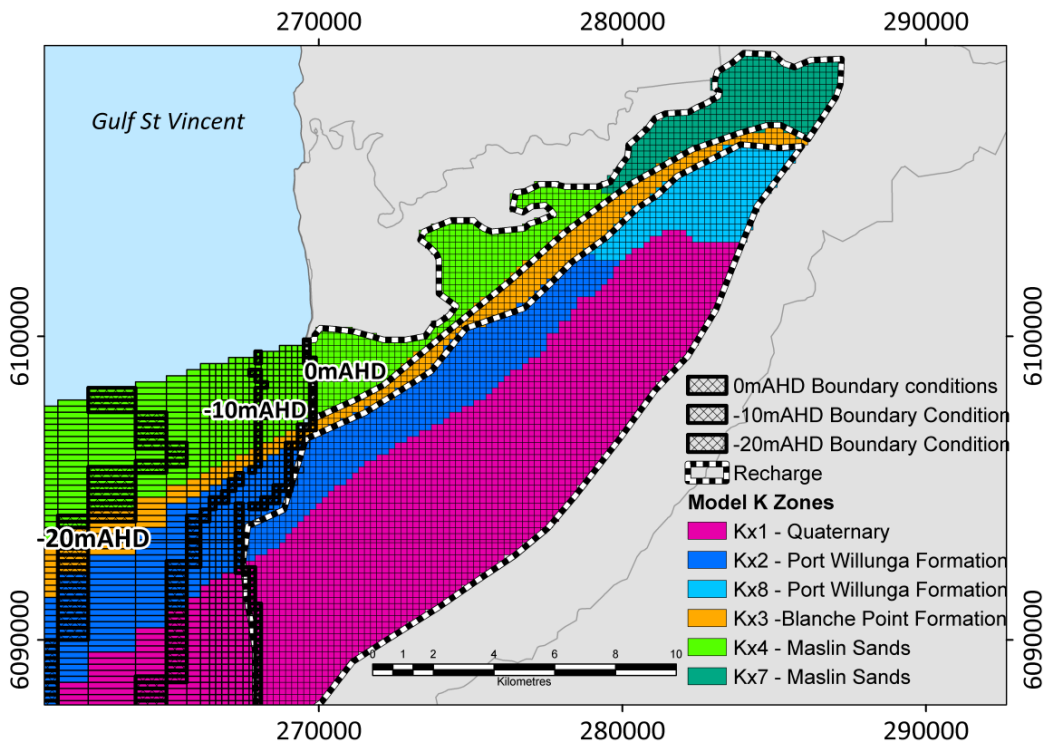 270000
280000
290000
Gulf St Vincent
6100000
6100000
0mAHD
-10mAHD
-20mAHD
0mAHD Boundary conditions
-10mAHD Boundary Condition
-20mAHD Boundary Condition
Recharge
Model K Zones
Kx1 - Quaternary
Kx2 - Port Willunga Formation
Kx8 - Port Willunga Formation
Kx3 -Blanche Point Formation
Kx4 - Maslin Sands
Kx7 - Maslin Sands
6090000
6090000
0 1 2 4 6 8 10
Kilometres
270000
280000
290000